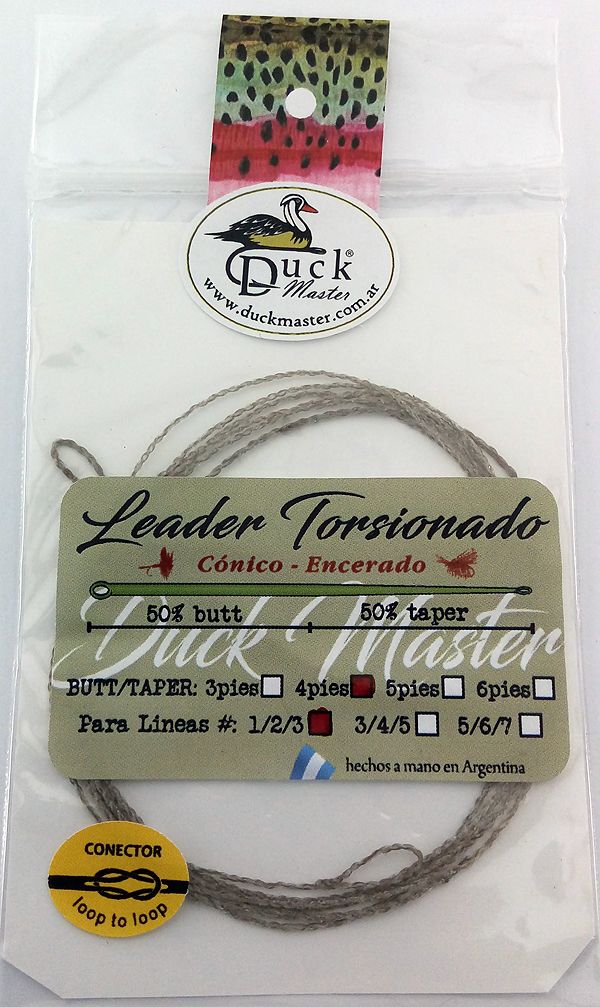 Duck®
Master
www.duckmaster.com.ar
Leader Torsionado
Cónico - Encerado
50% butt 50% taper
Duck Master
BUTT/TAPER: 3pies 4pies 5pies 6pies
Para Lineas #: 1/2/3 3/4/5 5/6/7
hechos a mano en Argentina
CONECTOR
loop to loop